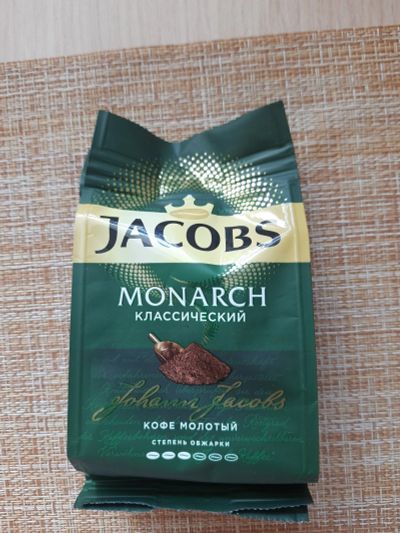 JACOBS
MONARCH
КЛАССИЧЕСКИЙ
Johann Jacobs
КОФЕ МОЛОТЫЙ
СТЕПЕНЬ ОБЖАРКИ